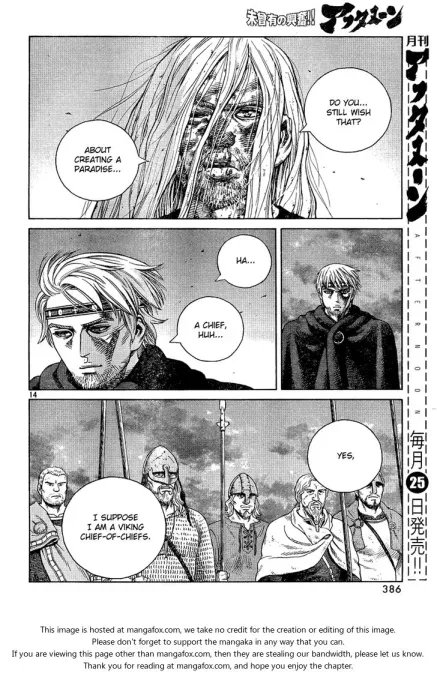 未曾有の興奮!! アフタヌーン
月刊
アフタヌーン
AFTERNOON
毎月
25
日発売!!
DO YOU...
STILL WISH
THAT?
ABOUT
CREATING A
PARADISE...
HA...
A CHIEF,
HUH...
14
YES,
I SUPPOSE
I AM A VIKING
CHIEF-OF-CHIEFS.
386
This image is hosted at mangafox.com, we take no credit for the creation or editing of this image.
Please don't forget to support the mangaka in any way that you can.
If you are viewing this page other than mangafox.com, then they are stealing our bandwidth, please let us know.
Thank you for reading at mangafox.com, and hope you enjoy the chapter.